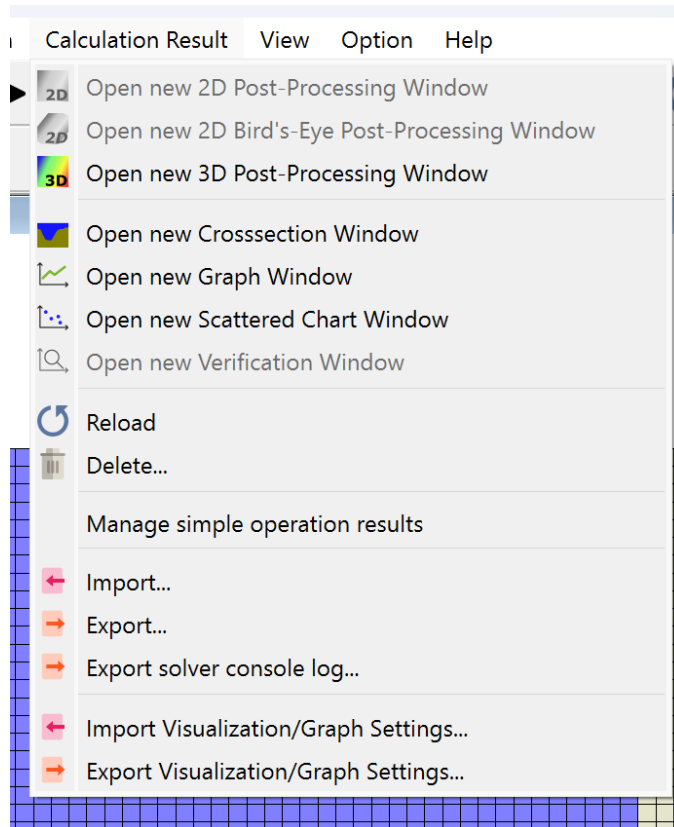 Calculation Result View Option Help
2D Open new 2D Post-Processing Window
2D Open new 2D Bird's-Eye Post-Processing Window
3D Open new 3D Post-Processing Window
Open new Crosssection Window
Open new Graph Window
Open new Scattered Chart Window
Open new Verification Window
Reload
Delete...
Manage simple operation results
Import...
Export...
Export solver console log...
Import Visualization/Graph Settings...
Export Visualization/Graph Settings...